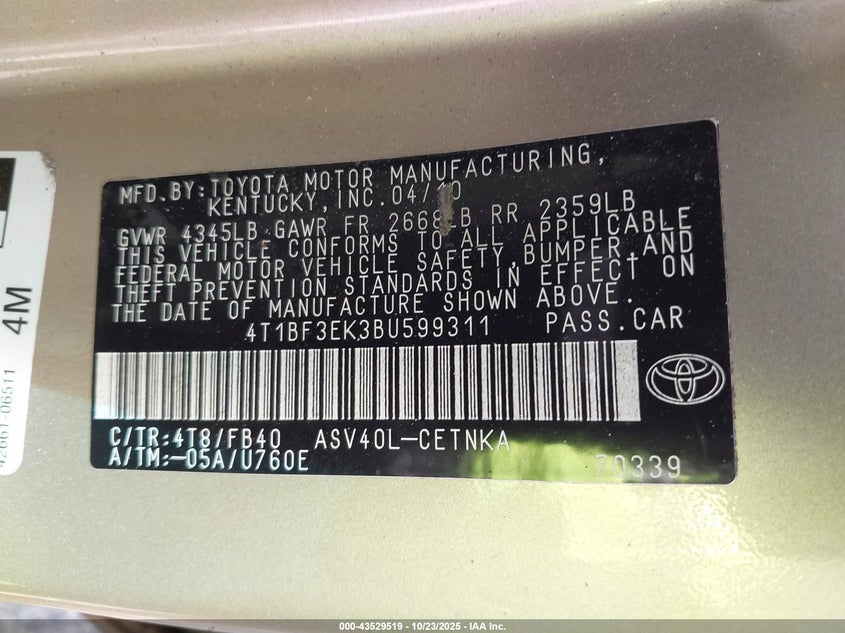 MFD. BY: TOYOTA MOTOR MANUFACTURING,
KENTUCKY, INC. 04/10
GVWR 4345LB GAWR FR 2668LB RR 2359LB
THIS VEHICLE CONFORMS TO ALL APPLICABLE
FEDERAL MOTOR VEHICLE SAFETY, BUMPER, AND
THEFT PREVENTION STANDARDS IN EFFECT ON
THE DATE OF MANUFACTURE SHOWN ABOVE.
4T1BF3EK3BU599311 PASS.CAR
C/TR:4T8/FB40 ASV40L-CETNKA
A/TM:-05A/U760E 70339
4M
42661-06511
000-43529519 | 10/23/2025 - IAA Inc.